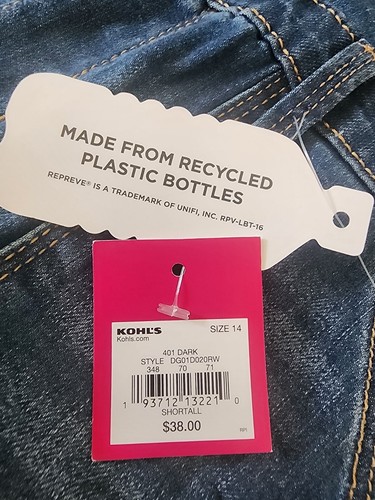 MADE FROM RECYCLED
PLASTIC BOTTLES
REPREVE® IS A TRADEMARK OF UNIFI, INC. RPV-LBT-16
KOHL'S
Kohls.com
SIZE 14
401 DARK
STYLE DG01D020RW
348 70 71
1 93712 13221 0
SHORTALL
$38.00